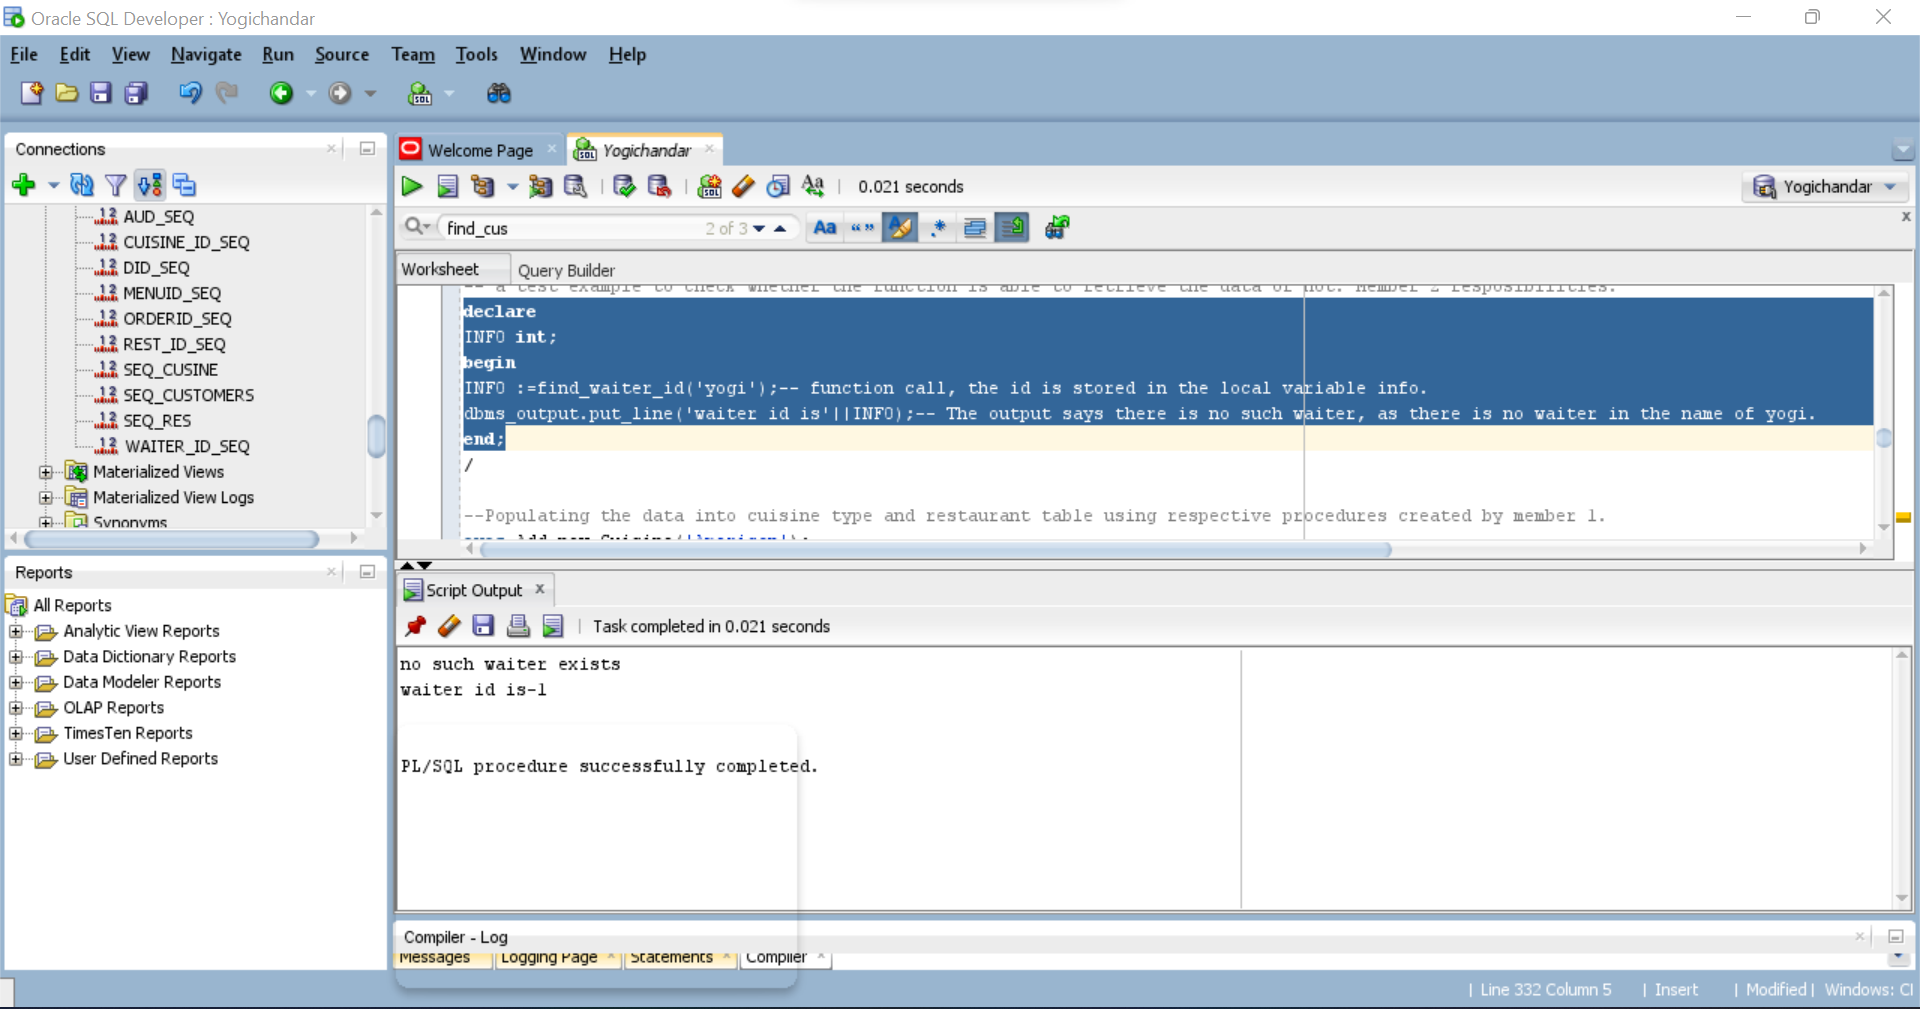 Oracle SQL Developer : Yogichandar
File Edit View Navigate Run Source Team Tools Window Help
Connections
AUD_SEQ
CUISINE_ID_SEQ
DID_SEQ
MENUID_SEQ
ORDERID_SEQ
REST_ID_SEQ
SEQ_CUSINE
SEQ_CUSTOMERS
SEQ_RES
WAITER_ID_SEQ
Materialized Views
Materialized View Logs
Synonyms
Reports
All Reports
Analytic View Reports
Data Dictionary Reports
Data Modeler Reports
OLAP Reports
TimesTen Reports
User Defined Reports
Welcome Page Yogichandar
0.021 seconds Yogichandar
find_cus 2 of 3
Worksheet Query Builder
-- a test example to check whether the function is able to retrieve the data or not. Member 2 resposibilities.
declare
INFO int;
begin
INFO :=find_waiter_id('yogi');-- function call, the id is stored in the local variable info.
dbms_output.put_line('waiter id is'||INFO);-- The output says there is no such waiter, as there is no waiter in the name of yogi.
end;
/
--Populating the data into cuisine type and restaurant table using respective procedures created by member 1.
Script Output
Task completed in 0.021 seconds
no such waiter exists
waiter id is-1
PL/SQL procedure successfully completed.
Compiler - Log
Messages Logging Page Statements Compiler
Line 332 Column 5 Insert Modified Windows: Cl